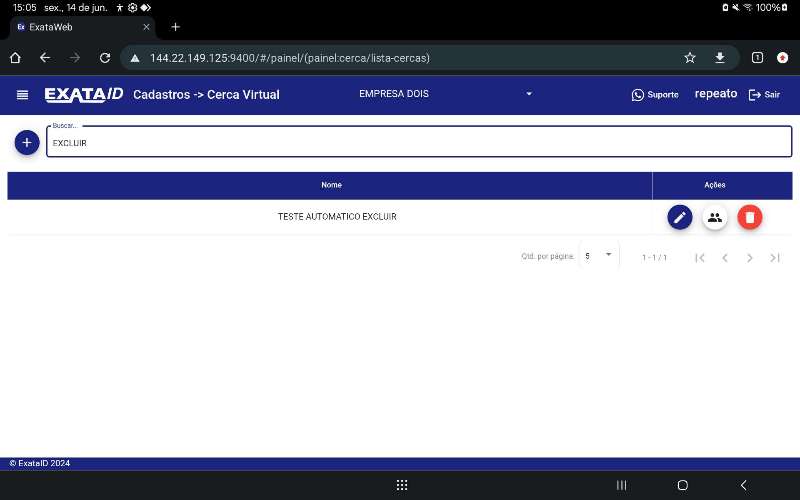 15:05 sex., 14 de jun. 100%
Ex ExataWeb
144.22.149.125:9400/#/painel/(painel:cerca/lista-cercas) 1
EXATAID Cadastros -> Cerca Virtual EMPRESA DOIS Suporte repeato Sair
Buscar...
EXCLUIR
Nome Ações
TESTE AUTOMATICO EXCLUIR
Qtd. por página: 5 1 - 1 / 1
© ExataID 2024